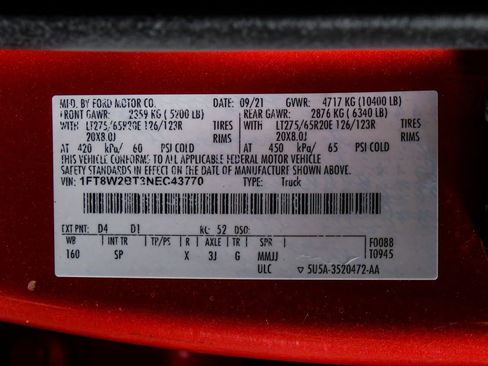 MFD. BY FORD MOTOR CO. 09/21 GVWR: 4717 KG (10400 LB)
FRONT GAWR: 2359 KG (5200 LB) REAR GAWR: 2876 KG (6340 LB)
WITH LT275/65R20E 126/123R TIRES WITH LT275/65R20E 126/123R TIRES
20X8.0J RIMS 20X8.0J RIMS
AT 420 kPa/ 60 PSI COLD AT 450 kPa/ 65 PSI COLD
THIS VEHICLE CONFORMS TO ALL APPLICABLE FEDERAL MOTOR VEHICLE
SAFETY STANDARDS IN EFFECT ON THE DATE OF MANUFACTURE SHOWN ABOVE.
VIN: 1FT8W2BT3NEC43770 TYPE: Truck
EXT PNT: D4 D1 RC: 52 DSO:
WB INT TR TP/PS R AXLE TR SPR F0088
160 SP X 3J G MMJJ T0945
ULC 5U5A-3520472-AA